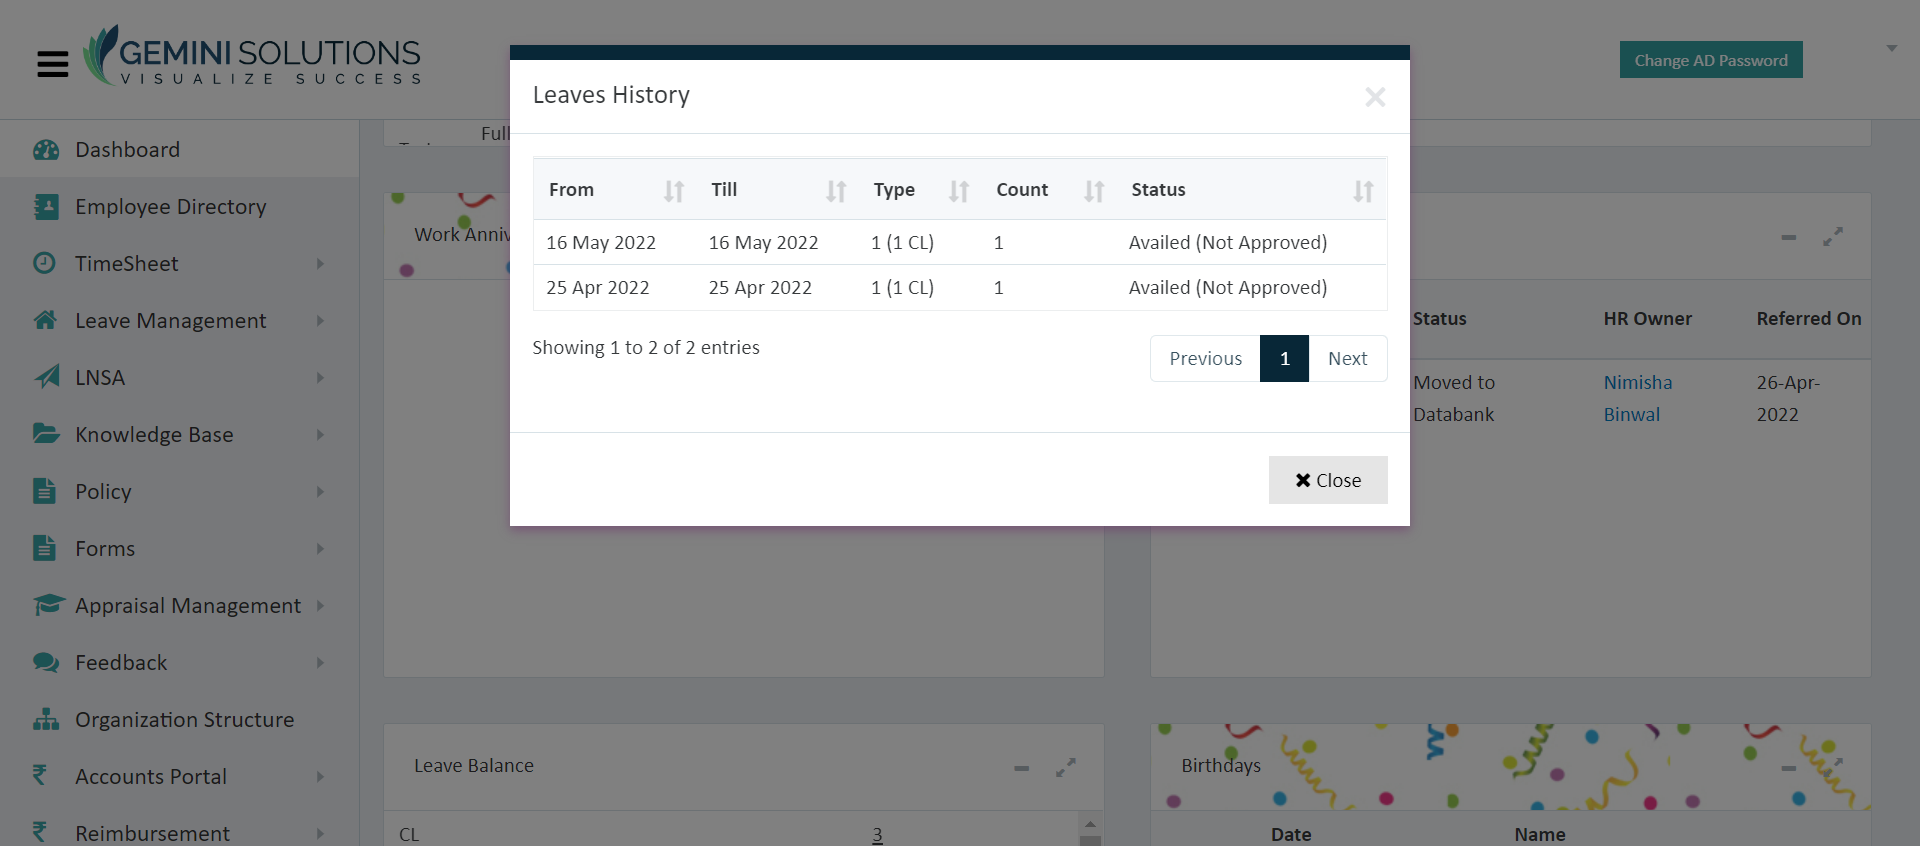 GEMINI SOLUTIONS
VISUALIZE SUCCESS
Change AD Password
Dashboard
Employee Directory
TimeSheet
Leave Management
LNSA
Knowledge Base
Policy
Forms
Appraisal Management
Feedback
Organization Structure
Accounts Portal
Reimbursement
Full
Work Anniv
Leaves History
From Till Type Count Status
16 May 2022 16 May 2022 1 (1 CL) 1 Availed (Not Approved)
25 Apr 2022 25 Apr 2022 1 (1 CL) 1 Availed (Not Approved)
Showing 1 to 2 of 2 entries
Previous 1 Next
Close
Status HR Owner Referred On
Moved to Nimisha 26-Apr-
Databank Binwal 2022
Leave Balance
CL 3
Birthdays
Date Name